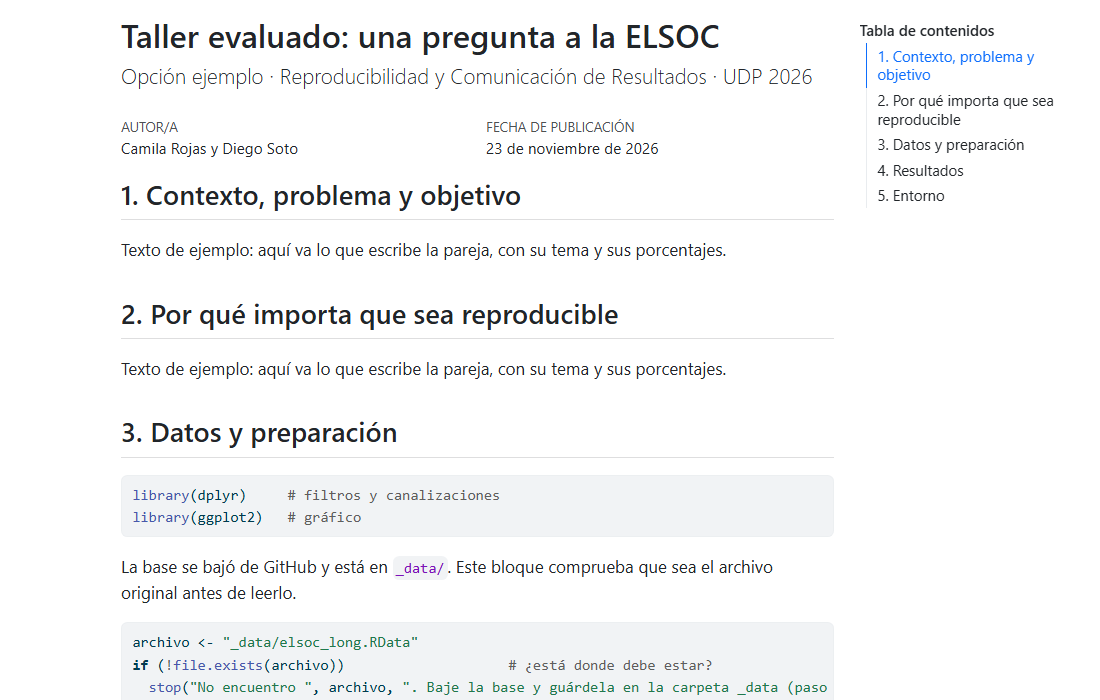 Taller evaluado: una pregunta a la ELSOC
Opción ejemplo · Reproducibilidad y Comunicación de Resultados · UDP 2026
AUTOR/A
Camila Rojas y Diego Soto
FECHA DE PUBLICACIÓN
23 de noviembre de 2026
1. Contexto, problema y objetivo
Texto de ejemplo: aquí va lo que escribe la pareja, con su tema y sus porcentajes.
2. Por qué importa que sea reproducible
Texto de ejemplo: aquí va lo que escribe la pareja, con su tema y sus porcentajes.
3. Datos y preparación
library(dplyr)     # filtros y canalizaciones
library(ggplot2)   # gráfico
La base se bajó de GitHub y está en _data/. Este bloque comprueba que sea el archivo
original antes de leerlo.
archivo <- "_data/elsoc_long.RData"
if (!file.exists(archivo))                    # ¿está donde debe estar?
  stop("No encuentro ", archivo, ". Baje la base y guárdela en la carpeta _data (paso
Tabla de contenidos
1. Contexto, problema y
objetivo
2. Por qué importa que sea
reproducible
3. Datos y preparación
4. Resultados
5. Entorno